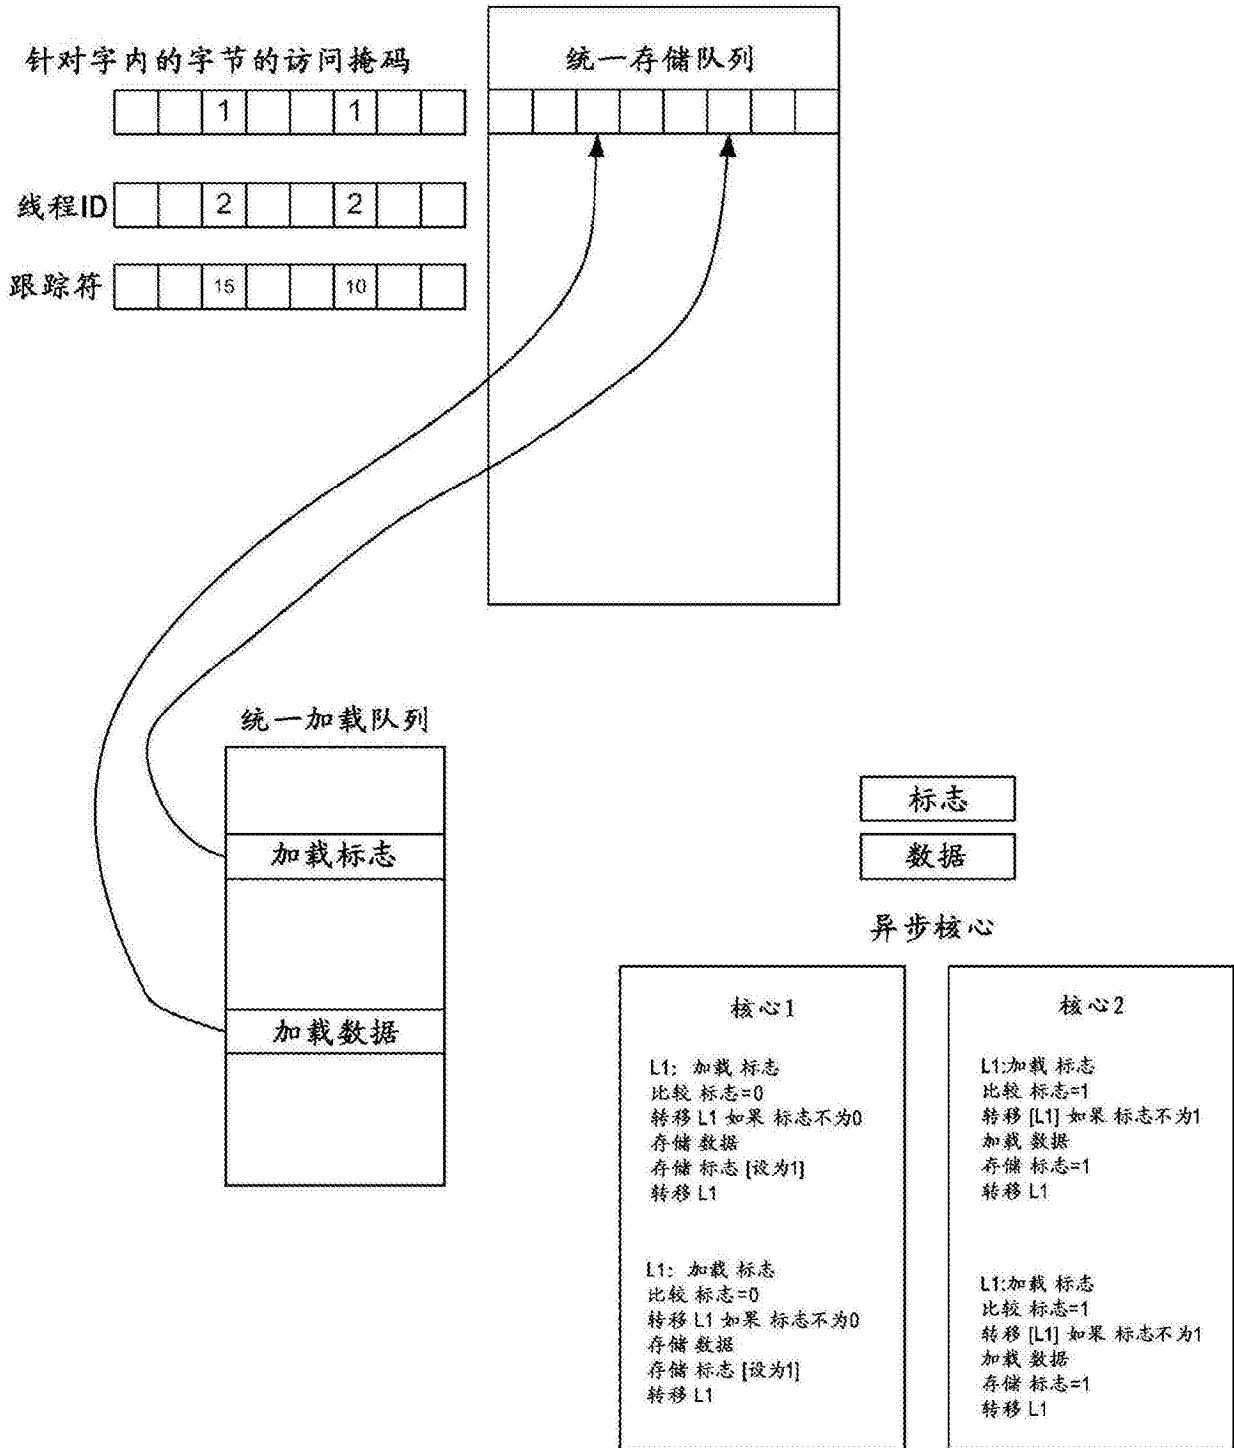 针对字内的字节的访问掩码
1 1
线程ID
2 2
跟踪符
15 10
统一存储队列
统一加载队列
加载标志
加载数据
标志
数据
异步核心
核心1
L1: 加载 标志
比较 标志=0
转移 L1 如果 标志不为0
存储 数据
存储 标志 [设为1]
转移 L1
L1: 加载 标志
比较 标志=0
转移 L1 如果 标志不为0
存储 数据
存储 标志 [设为1]
转移 L1
核心2
L1:加载 标志
比较 标志=1
转移 [L1] 如果 标志不为1
加载 数据
存储 标志=1
转移 L1
L1:加载 标志
比较 标志=1
转移 [L1] 如果 标志不为1
加载 数据
存储 标志=1
转移 L1